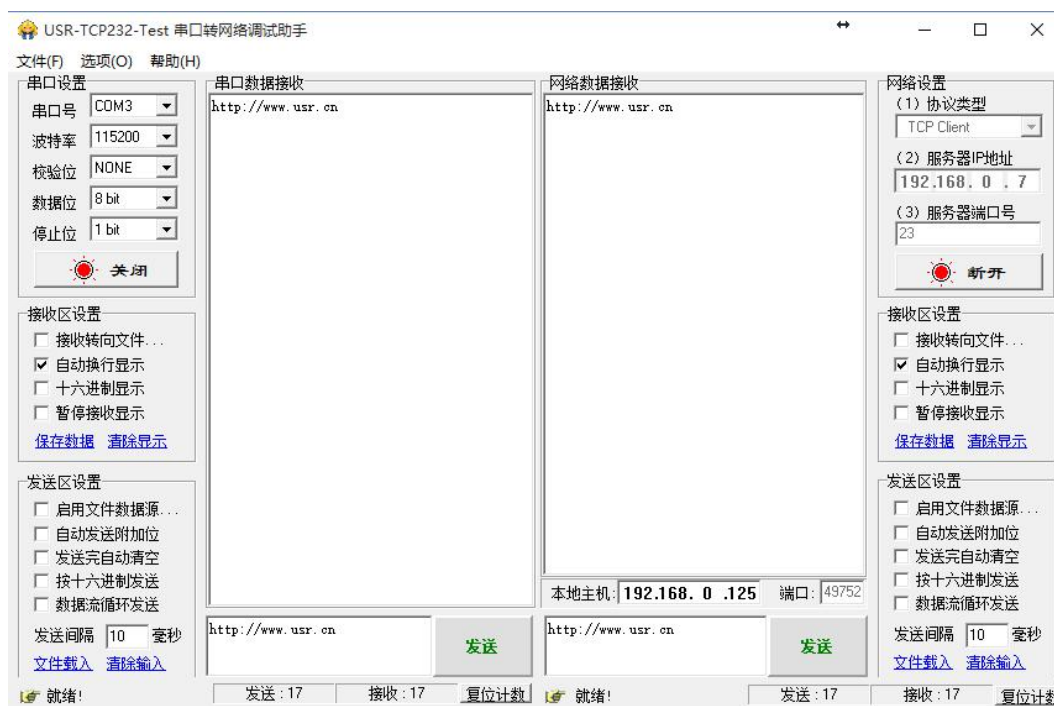 USR-TCP232-Test 串口转网络调试助手
文件(F) 选项(O) 帮助(H)
串口设置
串口号 COM3
波特率 115200
校验位 NONE
数据位 8 bit
停止位 1 bit
关闭
接收区设置
接收转向文件...
自动换行显示
十六进制显示
暂停接收显示
保存数据 清除显示
发送区设置
启用文件数据源...
自动发送附加位
发送完自动清空
按十六进制发送
数据流循环发送
发送间隔 10 毫秒
文件载入 清除输入
串口数据接收
http://www.usr.cn
http://www.usr.cn
发送
网络数据接收
http://www.usr.cn
本地主机: 192.168. 0 .125 端口: 49752
http://www.usr.cn
发送
网络设置
(1) 协议类型
TCP Client
(2) 服务器IP地址
192.168. 0 . 7
(3) 服务器端口号
23
断开
接收区设置
接收转向文件...
自动换行显示
十六进制显示
暂停接收显示
保存数据 清除显示
发送区设置
启用文件数据源...
自动发送附加位
发送完自动清空
按十六进制发送
数据流循环发送
发送间隔 10 毫秒
文件载入 清除输入
就绪! 发送:17 接收:17 复位计数
就绪! 发送:17 接收:17 复位计数